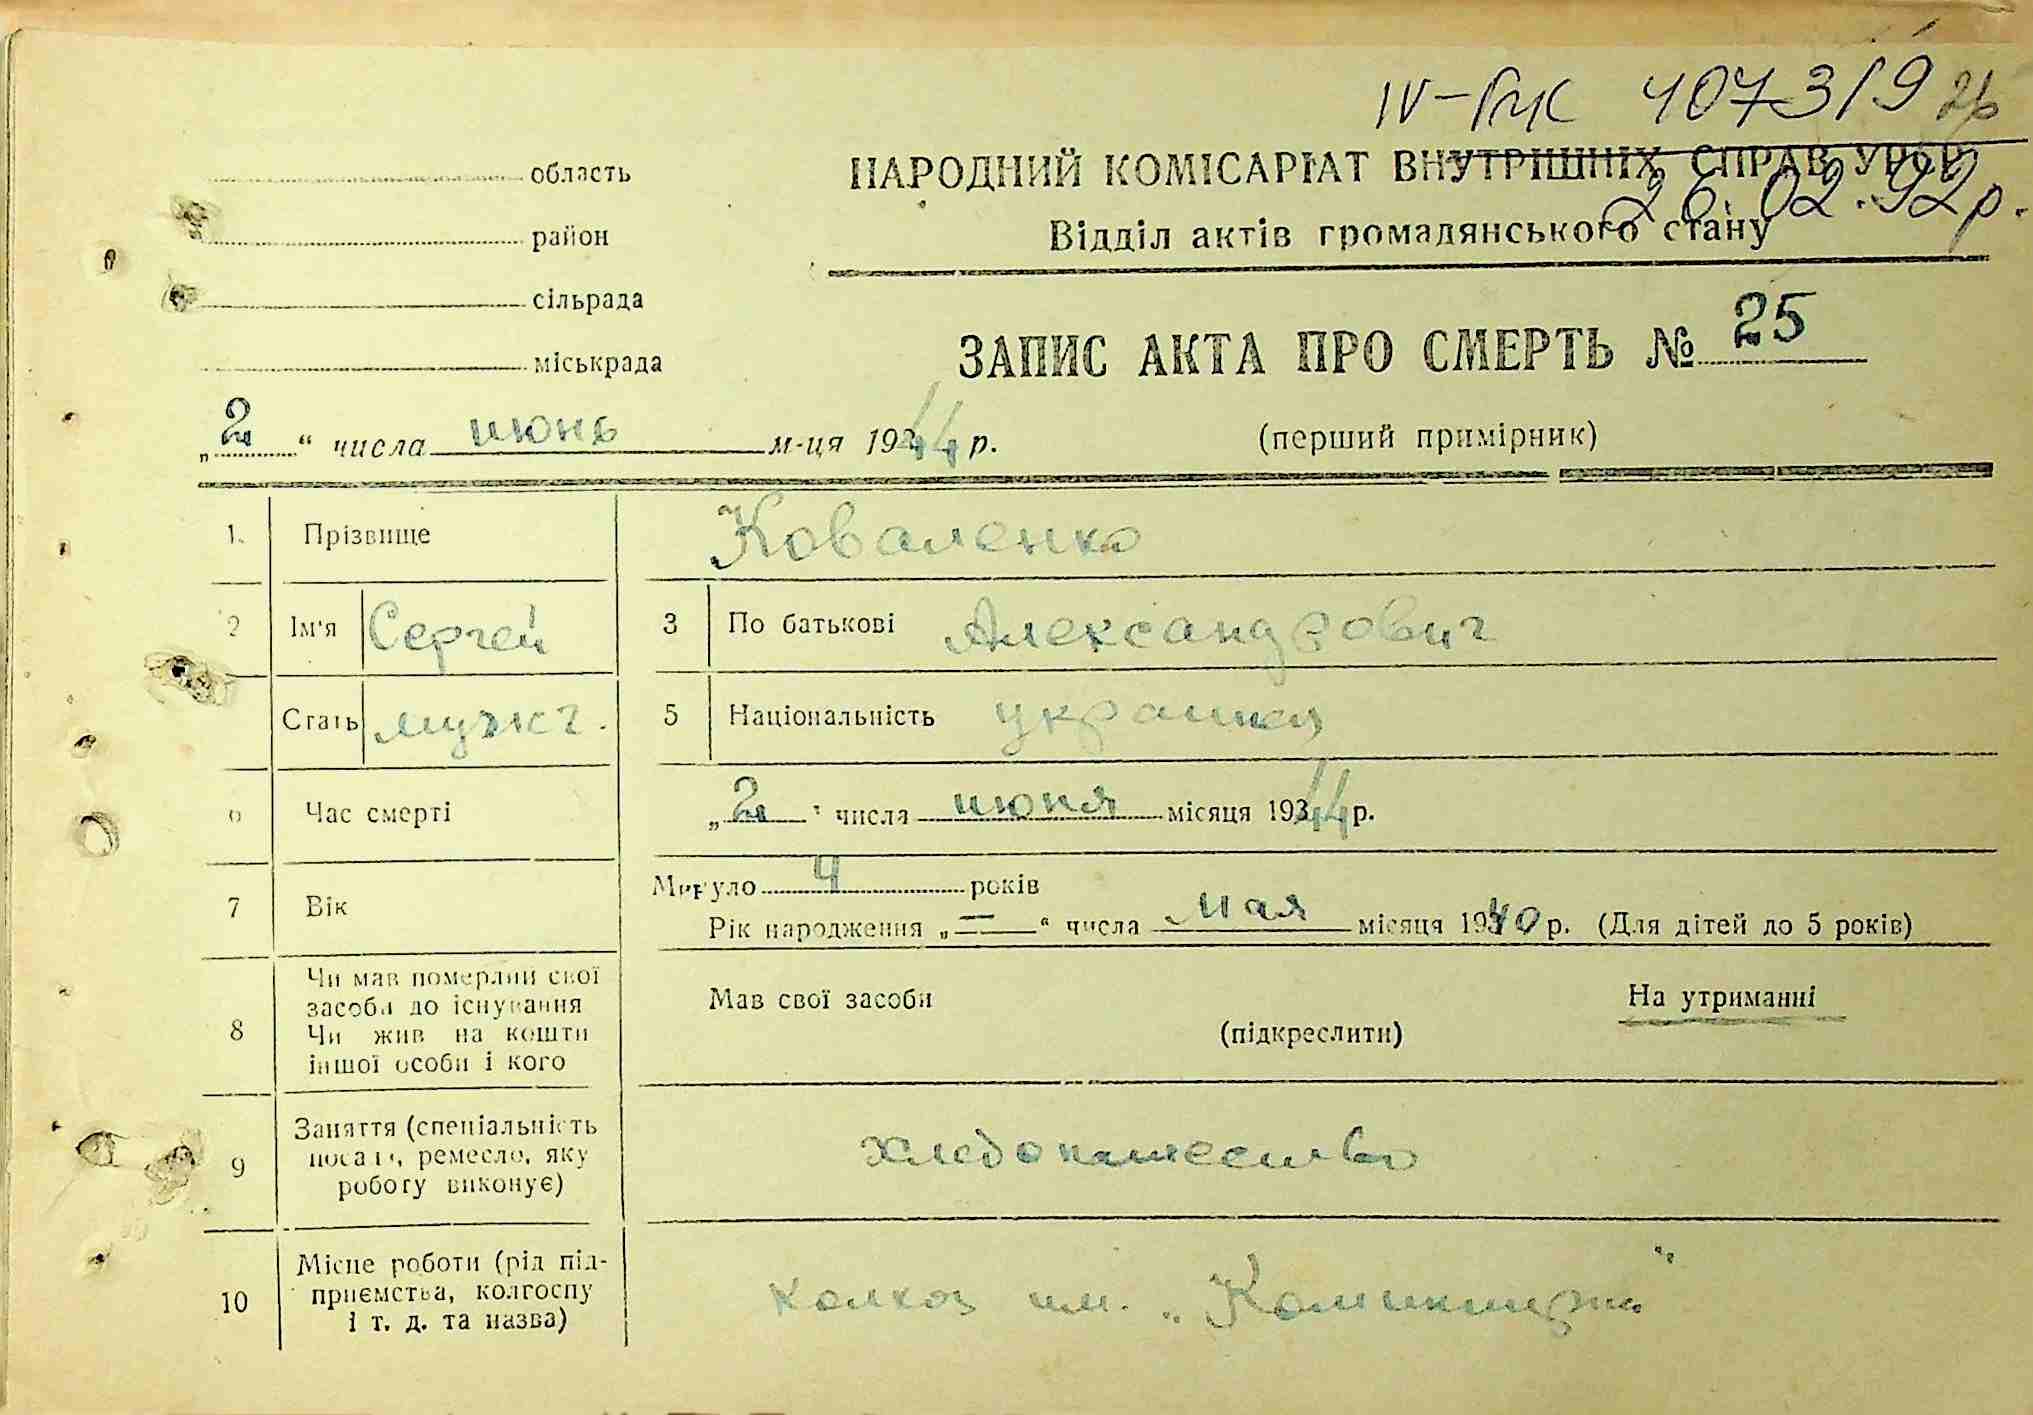 IV-ГЖ 407319 26
26.02.92р.
область
район
сільрада
міськрада
НАРОДНИЙ КОМІСАРІАТ ВНУТРІШНІХ СПРАВ УРСР
Відділ актів громадянського стану
ЗАПИС АКТА ПРО СМЕРТЬ № 25
(перший примірник)
„2“ числа июнь м-ця 1944 р.
1. Прізвище Коваленко
2 Ім'я Сергей 3 По батькові Александрович
Стать 5 Національність
6 Час смерті „2“ числа июня місяця 1944 р.
7 Вік Минуло 4 років
Рік народження „—“ числа мая місяця 1940 р. (Для дітей до 5 років)
8 Чи мав померлий свої
засоби до існування
Чи жив на кошти
іншої особи і кого
Мав свої засоби На утриманні
(підкреслити)
9 Заняття (спеціальність
посада, ремесло, яку
роботу виконує)
хлебопашество
10 Місце роботи (рід під-
приємства, колгоспу
і т. д. та назва)
колхоз им.